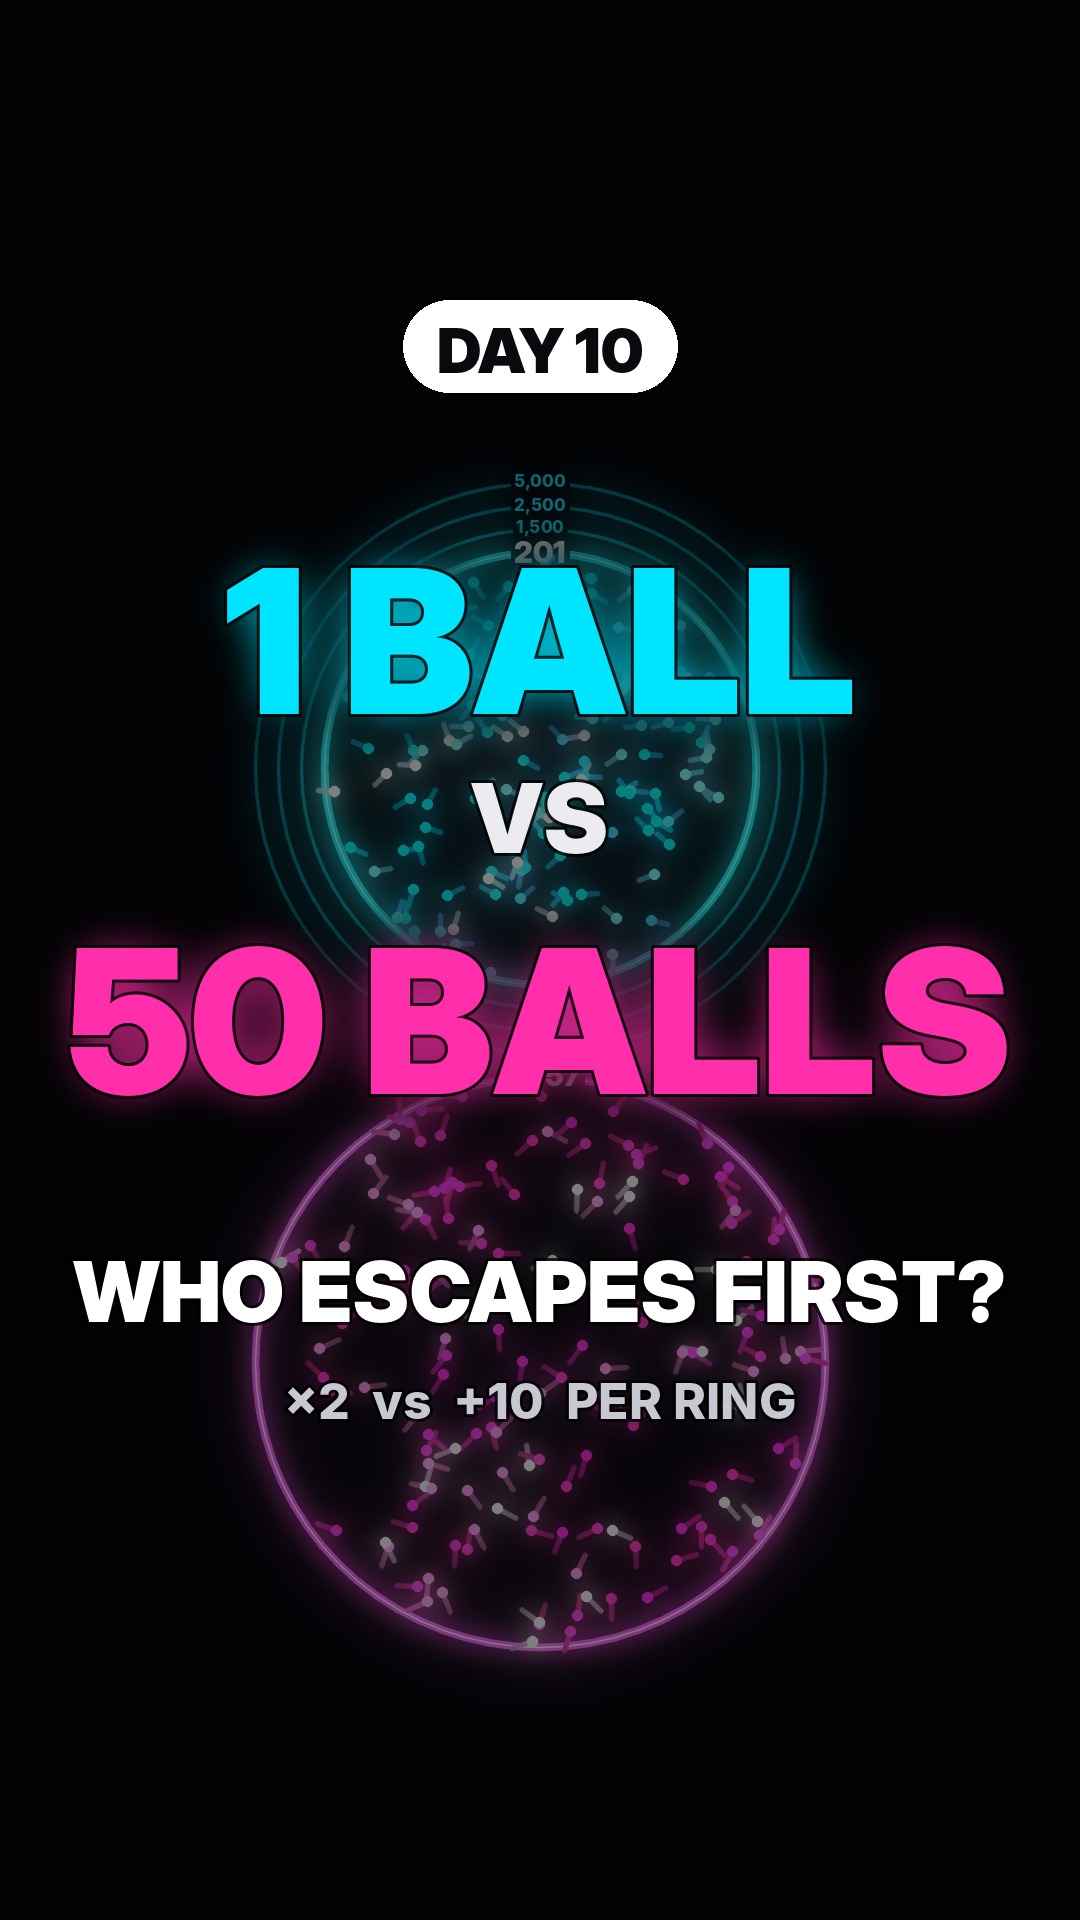 DAY 10
5,000
2,500
1,500
201
1 BALL
VS
50 BALLS
WHO ESCAPES FIRST?
×2 vs +10 PER RING